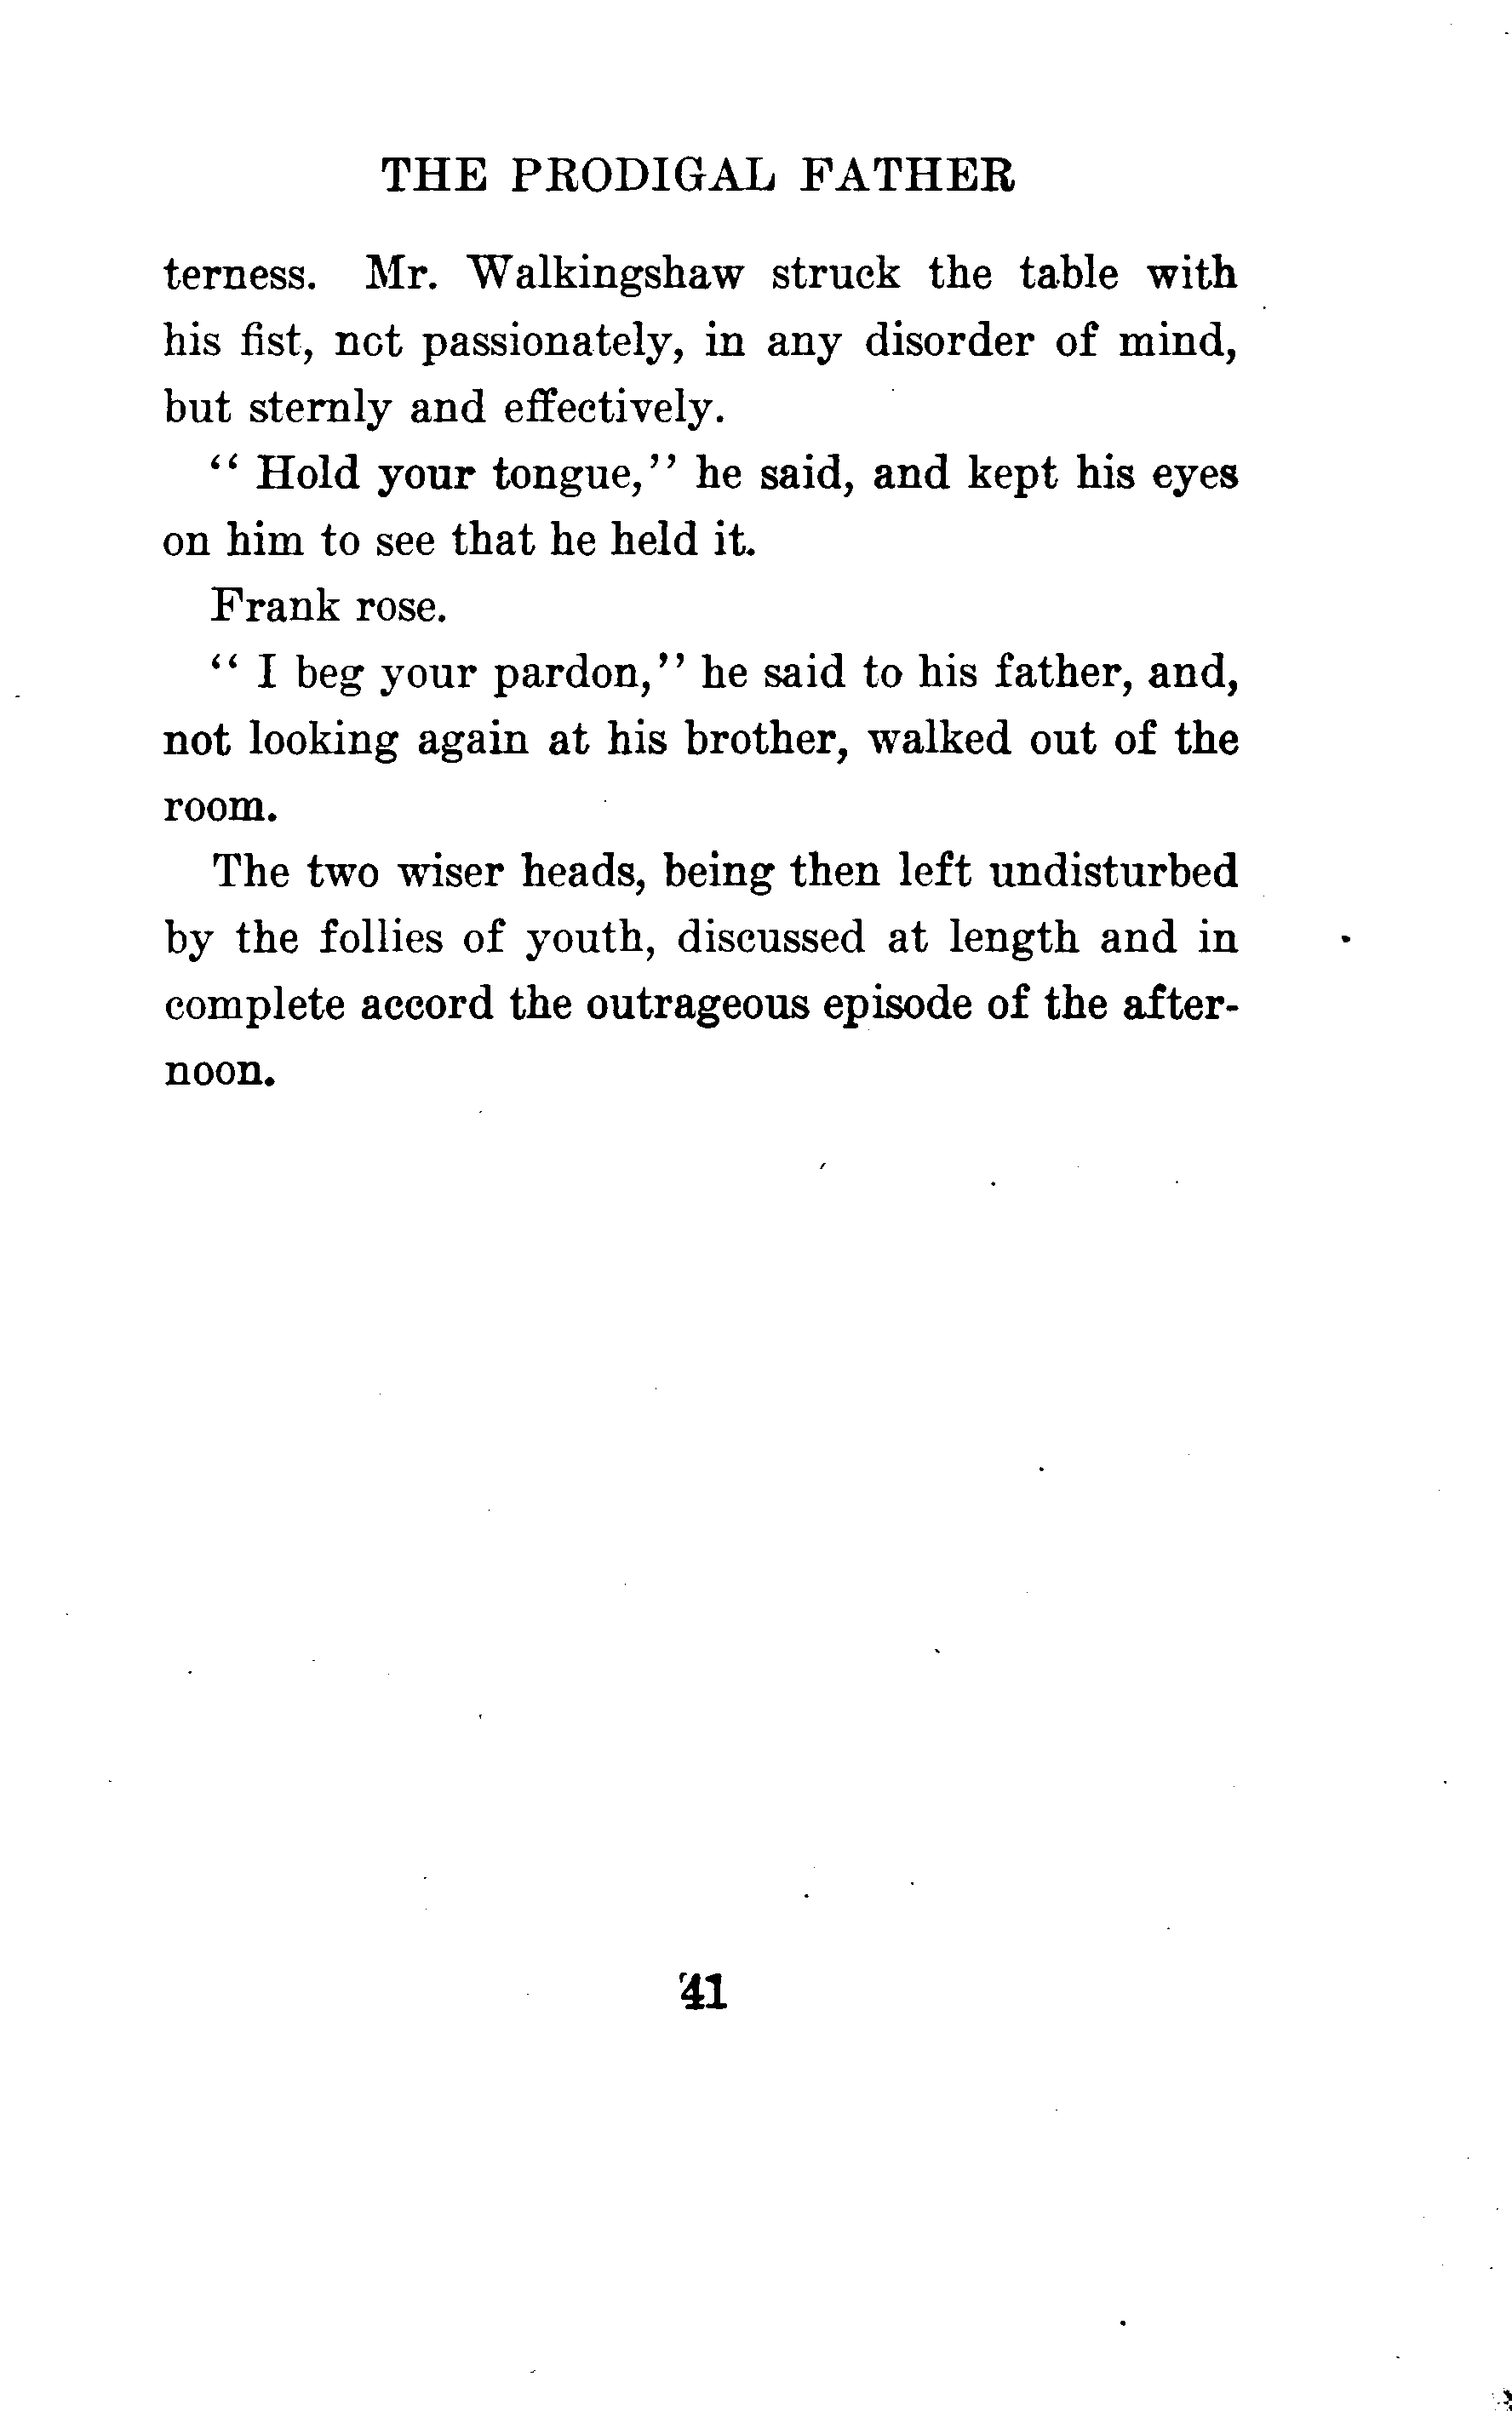 THE PRODIGAL FATHER
terness. Mr. Walkingshaw struck the table with
his fist, not passionately, in any disorder of mind,
but sternly and effectively.
“ Hold your tongue,” he said, and kept his eyes
on him to see that he held it.
Frank rose.
“ I beg your pardon,” he said to his father, and,
not looking again at his brother, walked out of the
room.
The two wiser heads, being then left undisturbed
by the follies of youth, discussed at length and in
complete accord the outrageous episode of the after-
noon.
41